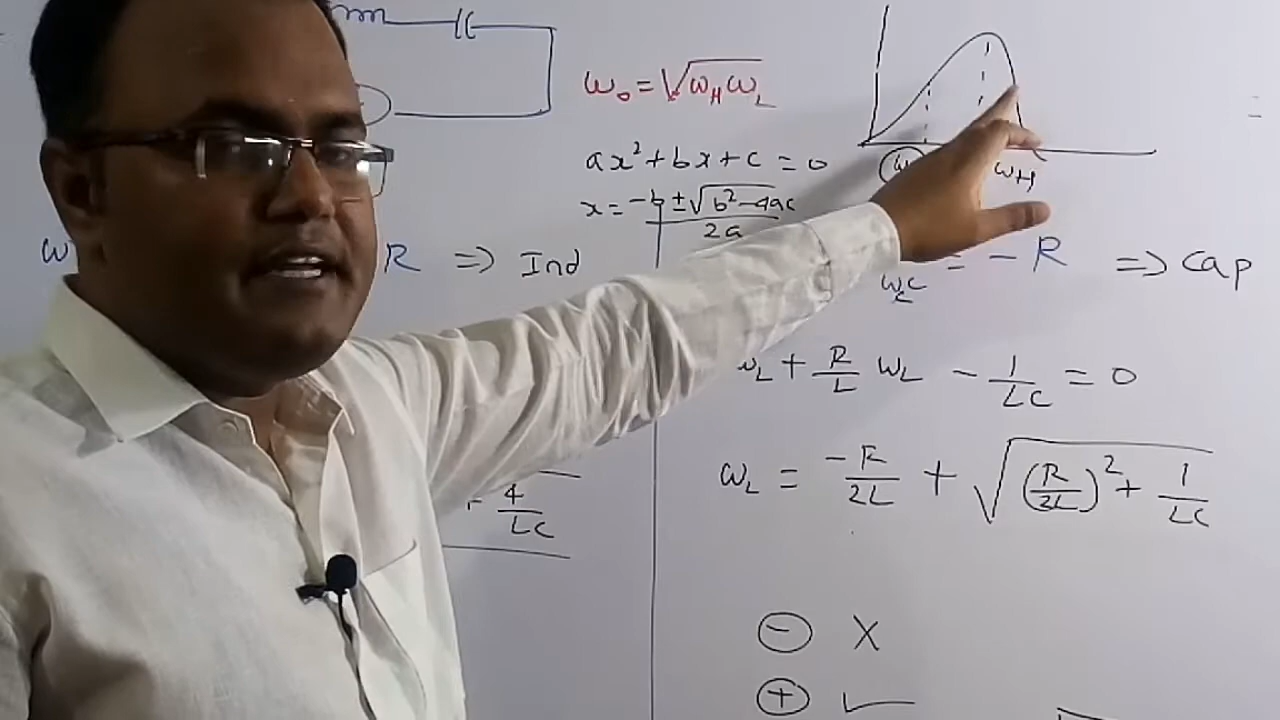 ω₀ = √ω_H ω_L
ax² + bx + c = 0
x = -b ± √b² - 4ac / 2a
ω_H
ω R ⇒ Ind
ωc = - R ⇒ Cap
ω_L + R/L ω_L - 1/LC = 0
ω_L = -R/2L + √(R/2L)² + 1/LC
4/LC
⊖ X
⊕ ✓